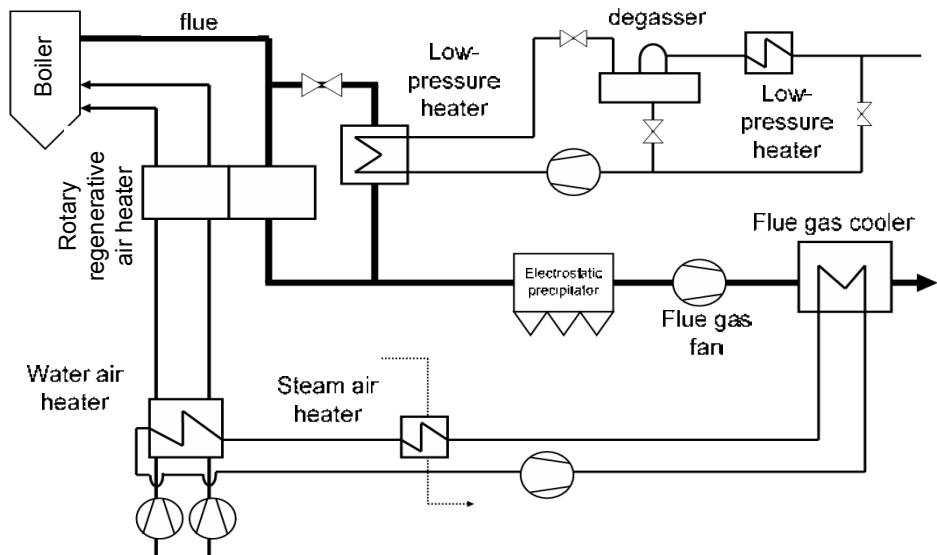 flue
degasser
Boiler
Low-
pressure
heater
Low-
pressure
heater
Rotary
regenerative
air heater
Flue gas cooler
Electrostatic
precipitator
Flue gas
fan
Water air
heater
Steam air
heater